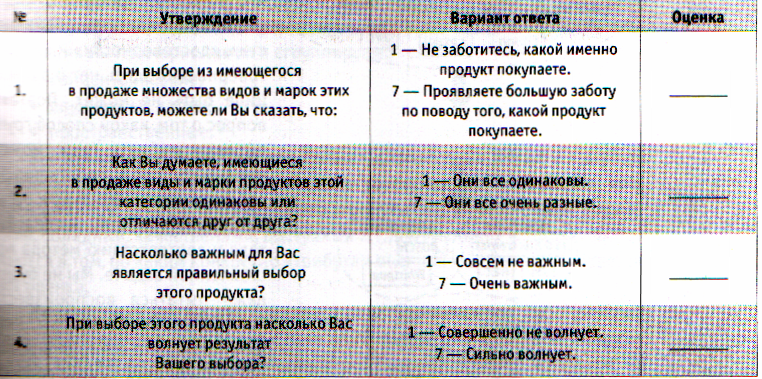 № Утверждение Вариант ответа Оценка
1.
При выборе из имеющегося
в продаже множества видов и марок этих
продуктов, можете ли Вы сказать, что:
1 — Не заботитесь, какой именно
продукт покупаете.
7 — Проявляете большую заботу
по поводу того, какой продукт
покупаете.
2.
Как Вы думаете, имеющиеся
в продаже виды и марки продуктов этой
категории одинаковы или
отличаются друг от друга?
1 — Они все одинаковы.
7 — Они все очень разные.
3.
Насколько важным для Вас
является правильный выбор
этого продукта?
1 — Совсем не важным.
7 — Очень важным.
4.
При выборе этого продукта насколько Вас
волнует результат
Вашего выбора?
1 — Совершенно не волнует.
7 — Сильно волнует.